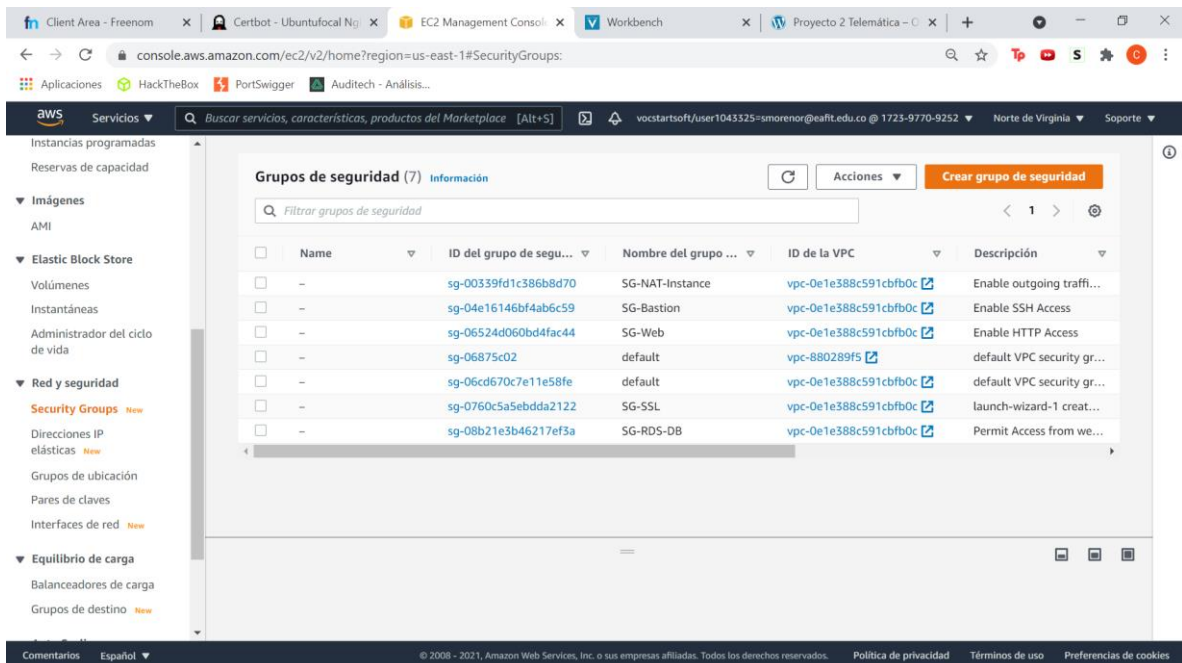 Client Area - Freenom
Certbot - Ubuntufocal Ng
EC2 Management Consol
Workbench
Proyecto 2 Telemática – O
console.aws.amazon.com/ec2/v2/home?region=us-east-1#SecurityGroups:
Aplicaciones HackTheBox PortSwigger Auditech - Análisis...
aws Servicios Buscar servicios, características, productos del Marketplace [Alt+S] vocstartsoft/user1043325=smorenor@eafit.edu.co @ 1723-9770-9252 Norte de Virginia Soporte
Instancias programadas
Reservas de capacidad
Imágenes
AMI
Elastic Block Store
Volúmenes
Instantáneas
Administrador del ciclo
de vida
Red y seguridad
Security Groups New
Direcciones IP
elásticas New
Grupos de ubicación
Pares de claves
Interfaces de red New
Equilibrio de carga
Balanceadores de carga
Grupos de destino New
Grupos de seguridad (7) Información Acciones Crear grupo de seguridad
Filtrar grupos de seguridad 1
Name ID del grupo de segu... Nombre del grupo ... ID de la VPC Descripción
– sg-00339fd1c386b8d70 SG-NAT-Instance vpc-0e1e388c591cbfb0c Enable outgoing traffi...
– sg-04e16146bf4ab6c59 SG-Bastion vpc-0e1e388c591cbfb0c Enable SSH Access
– sg-06524d060bd4fac44 SG-Web vpc-0e1e388c591cbfb0c Enable HTTP Access
– sg-06875c02 default vpc-880289f5 default VPC security gr...
– sg-06cd670c7e11e58fe default vpc-0e1e388c591cbfb0c default VPC security gr...
– sg-0760c5a5ebdda2122 SG-SSL vpc-0e1e388c591cbfb0c launch-wizard-1 creat...
– sg-08b21e3b46217ef3a SG-RDS-DB vpc-0e1e388c591cbfb0c Permit Access from we...
Comentarios Español © 2008 - 2021, Amazon Web Services, Inc. o sus empresas afiliadas. Todos los derechos reservados. Política de privacidad Términos de uso Preferencias de cookies